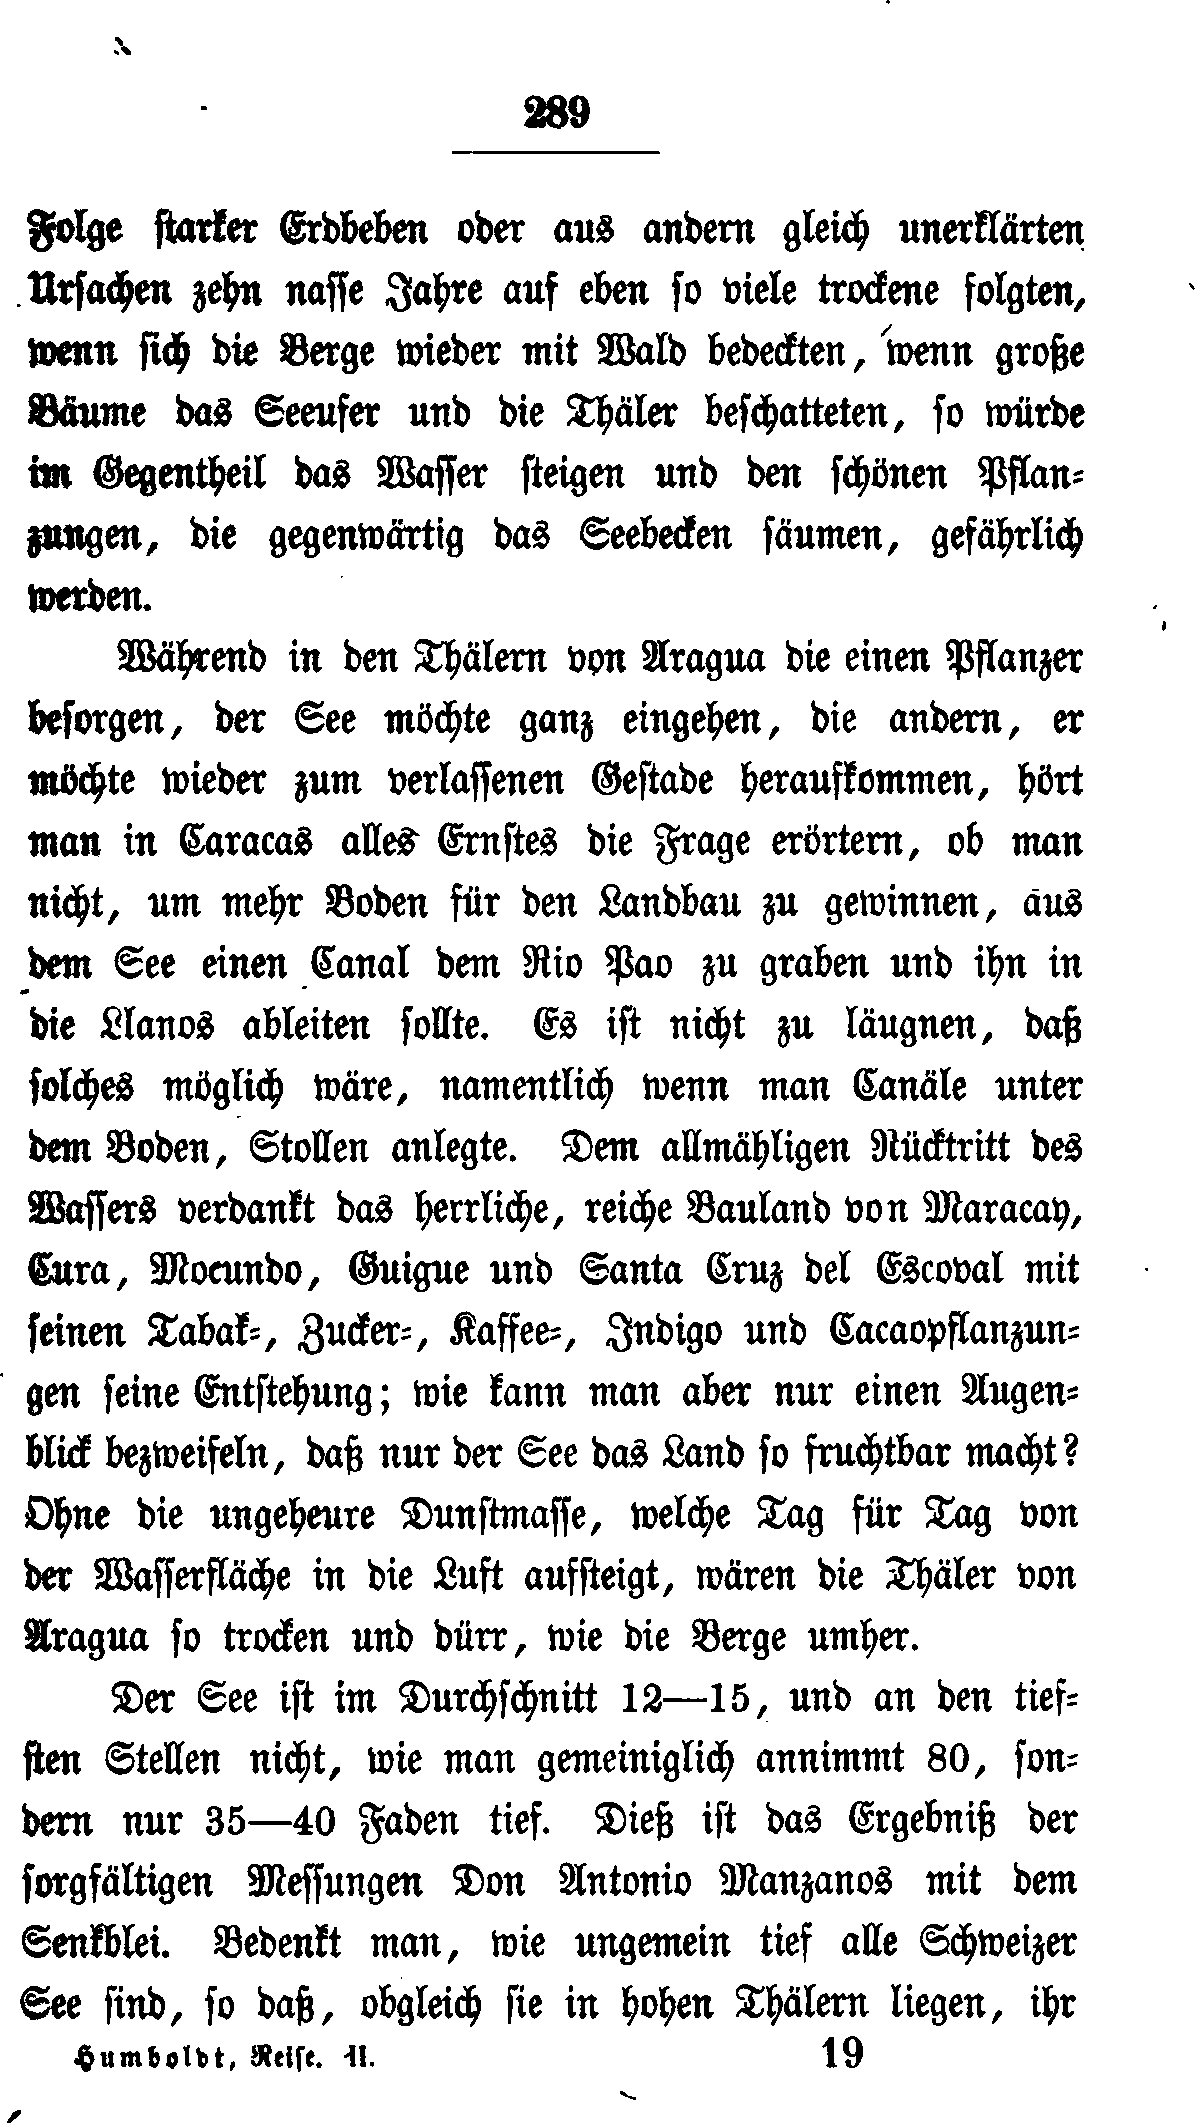 289
Folge starker Erdbeben oder aus andern gleich unerklärten
Ursachen zehn nasse Jahre auf eben so viele trockene folgten,
wenn sich die Berge wieder mit Wald bedeckten, wenn große
Bäume das Seeufer und die Thäler beschatteten, so würde
im Gegentheil das Wasser steigen und den schönen Pflan-
zungen, die gegenwärtig das Seebecken säumen, gefährlich
werden.
Während in den Thälern von Aragua die einen Pflanzer
besorgen, der See möchte ganz eingehen, die andern, er
möchte wieder zum verlassenen Gestade heraufkommen, hört
man in Caracas alles Ernstes die Frage erörtern, ob man
nicht, um mehr Boden für den Landbau zu gewinnen, aus
dem See einen Canal dem Rio Pao zu graben und ihn in
die Llanos ableiten sollte. Es ist nicht zu läugnen, daß
solches möglich wäre, namentlich wenn man Canäle unter
dem Boden, Stollen anlegte. Dem allmähligen Rücktritt des
Wassers verdankt das herrliche, reiche Bauland von Maracay,
Cura, Mocundo, Guigue und Santa Cruz del Escoval mit
seinen Tabak-, Zucker-, Kaffee-, Indigo und Cacaopflanzun-
gen seine Entstehung; wie kann man aber nur einen Augen-
blick bezweifeln, daß nur der See das Land so fruchtbar macht?
Ohne die ungeheure Dunstmasse, welche Tag für Tag von
der Wasserfläche in die Luft aufsteigt, wären die Thäler von
Aragua so trocken und dürr, wie die Berge umher.
Der See ist im Durchschnitt 12—15, und an den tief-
sten Stellen nicht, wie man gemeiniglich annimmt 80, son-
dern nur 35—40 Faden tief. Dieß ist das Ergebniß der
sorgfältigen Messungen Don Antonio Manzanos mit dem
Senkblei. Bedenkt man, wie ungemein tief alle Schweizer
See sind, so daß, obgleich sie in hohen Thälern liegen, ihr
Humboldt, Reise. II. 19